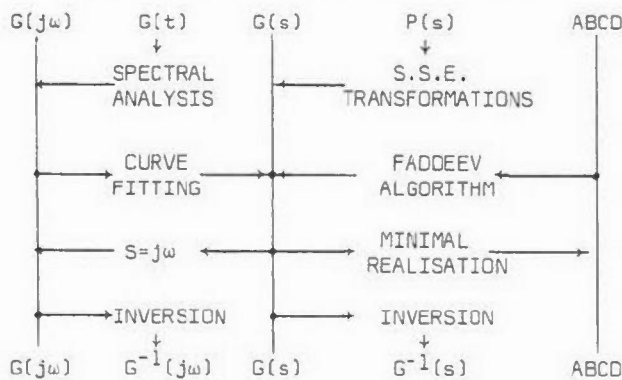 G(jω) G(t) G(s) P(s) ABCD
SPECTRAL S.S.E.
ANALYSIS TRANSFORMATIONS
CURVE FADDEEV
FITTING ALGORITHM
S=jω MINIMAL
REALISATION
INVERSION INVERSION
G(jω) G⁻¹(jω) G(s) G⁻¹(s) ABCD